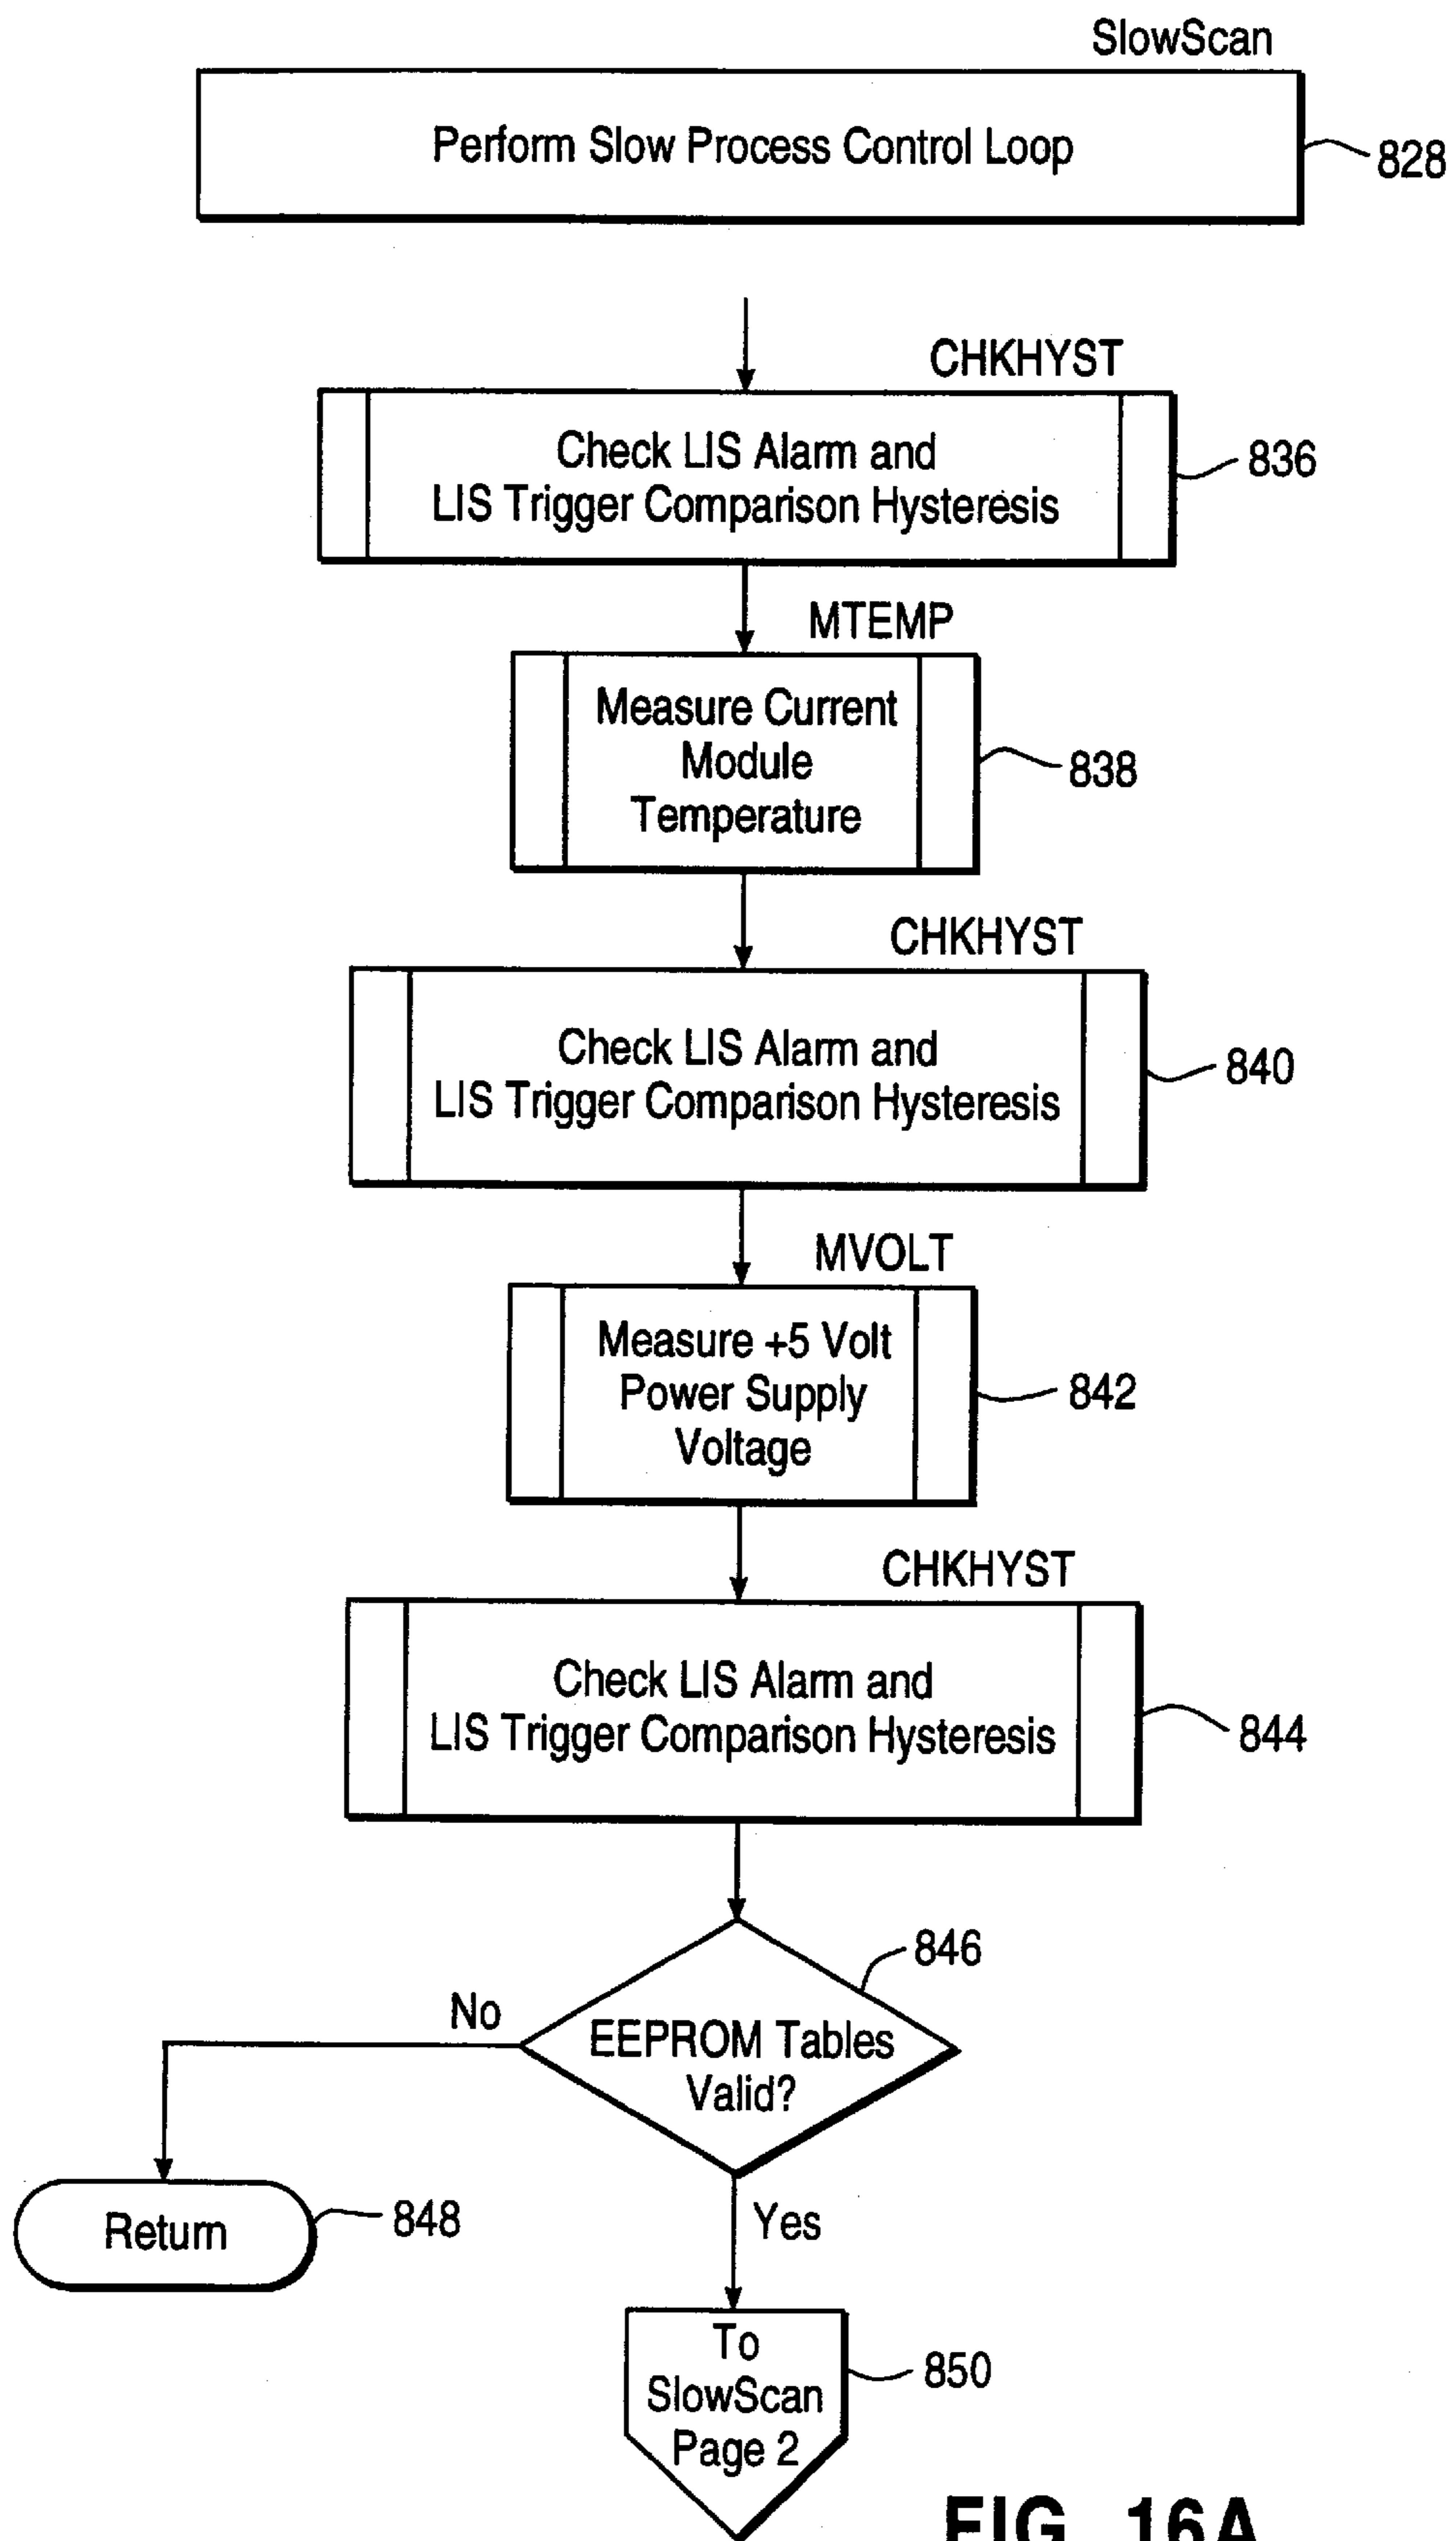 SlowScan
Perform Slow Process Control Loop
828
CHKHYST
Check LIS Alarm and
LIS Trigger Comparison Hysteresis
836
MTEMP
Measure Current
Module
Temperature
838
CHKHYST
Check LIS Alarm and
LIS Trigger Comparison Hysteresis
840
MVOLT
Measure +5 Volt
Power Supply
Voltage
842
CHKHYST
Check LIS Alarm and
LIS Trigger Comparison Hysteresis
844
846
No
EEPROM Tables
Valid?
Return
848
Yes
To
SlowScan
Page 2
850
FIG. 16A